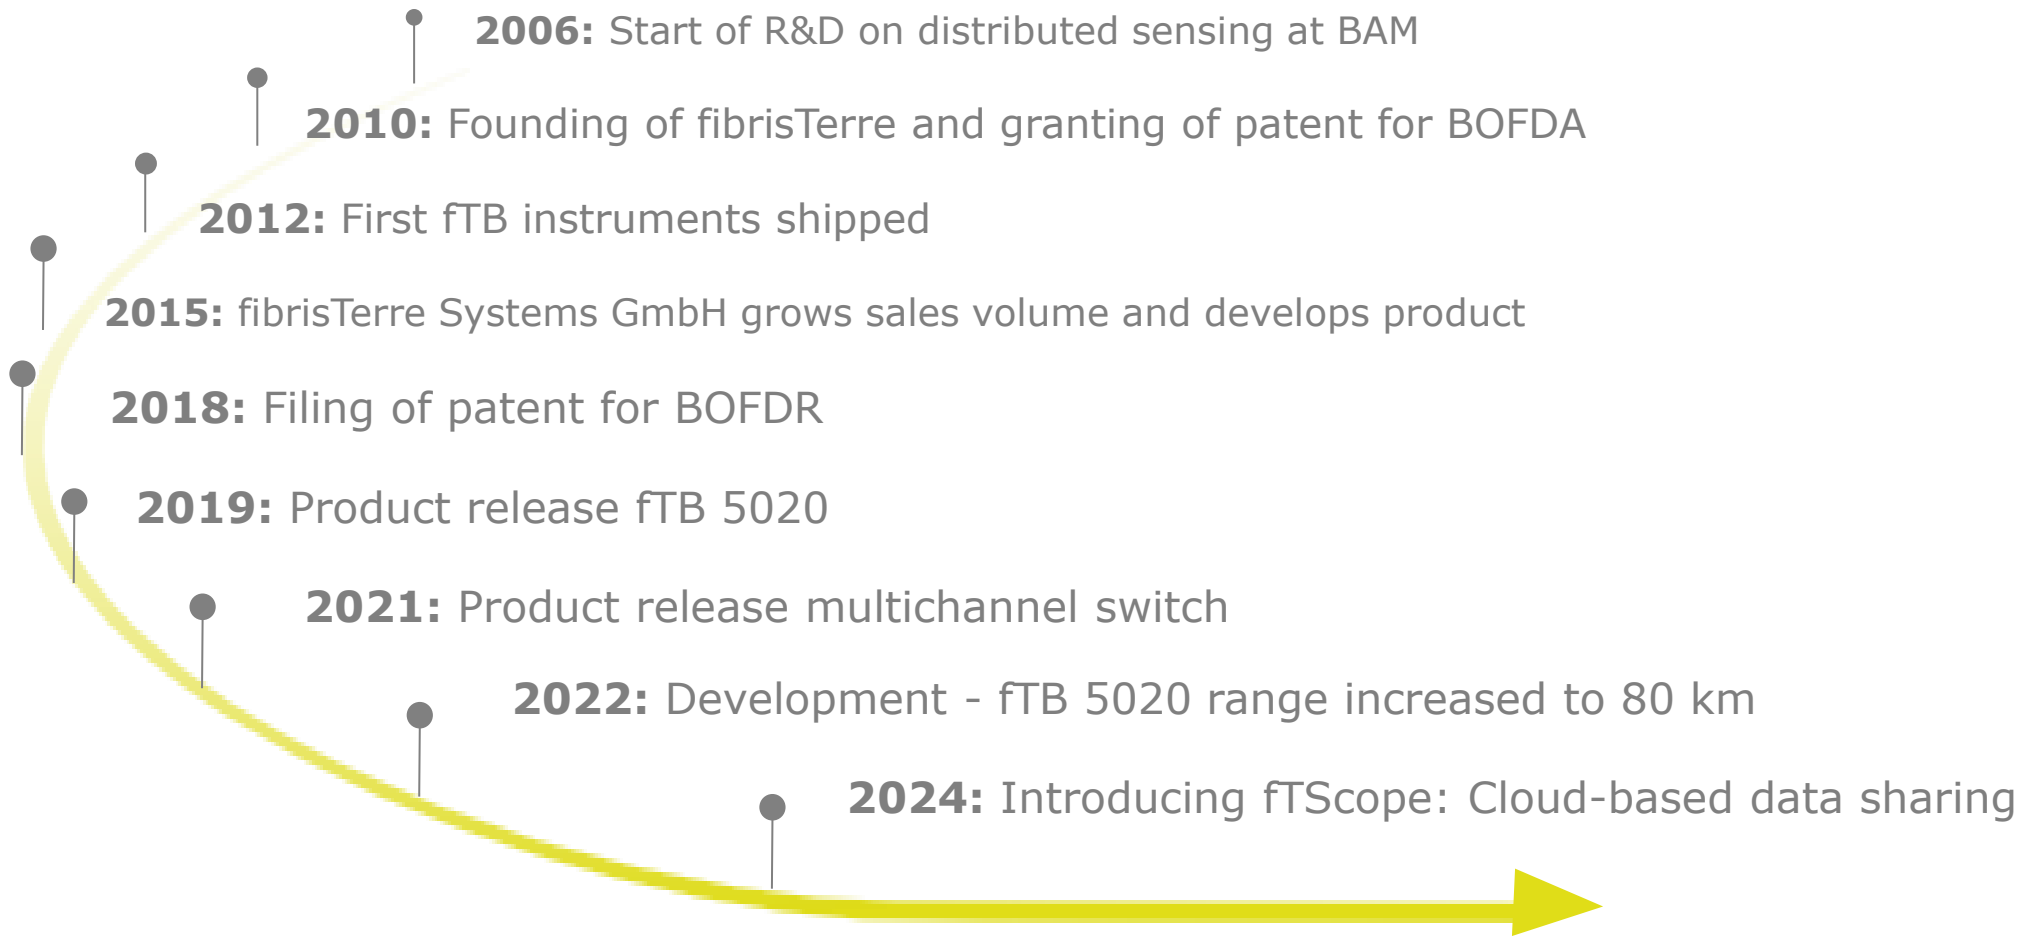 2006: Start of R&D on distributed sensing at BAM
2010: Founding of fibrisTerre and granting of patent for BOFDA
2012: First fTB instruments shipped
2015: fibrisTerre Systems GmbH grows sales volume and develops product
2018: Filing of patent for BOFDR
2019: Product release fTB 5020
2021: Product release multichannel switch
2022: Development - fTB 5020 range increased to 80 km
2024: Introducing fTScope: Cloud-based data sharing